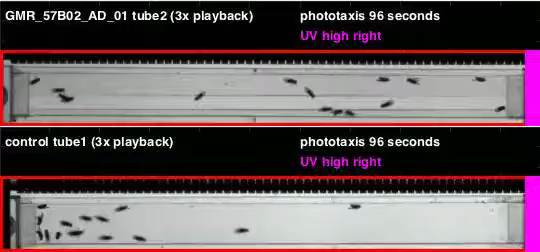 GMR_57B02_AD_01 tube2 (3x playback) phototaxis 96 seconds
UV high right
control tube1 (3x playback) phototaxis 96 seconds
UV high right